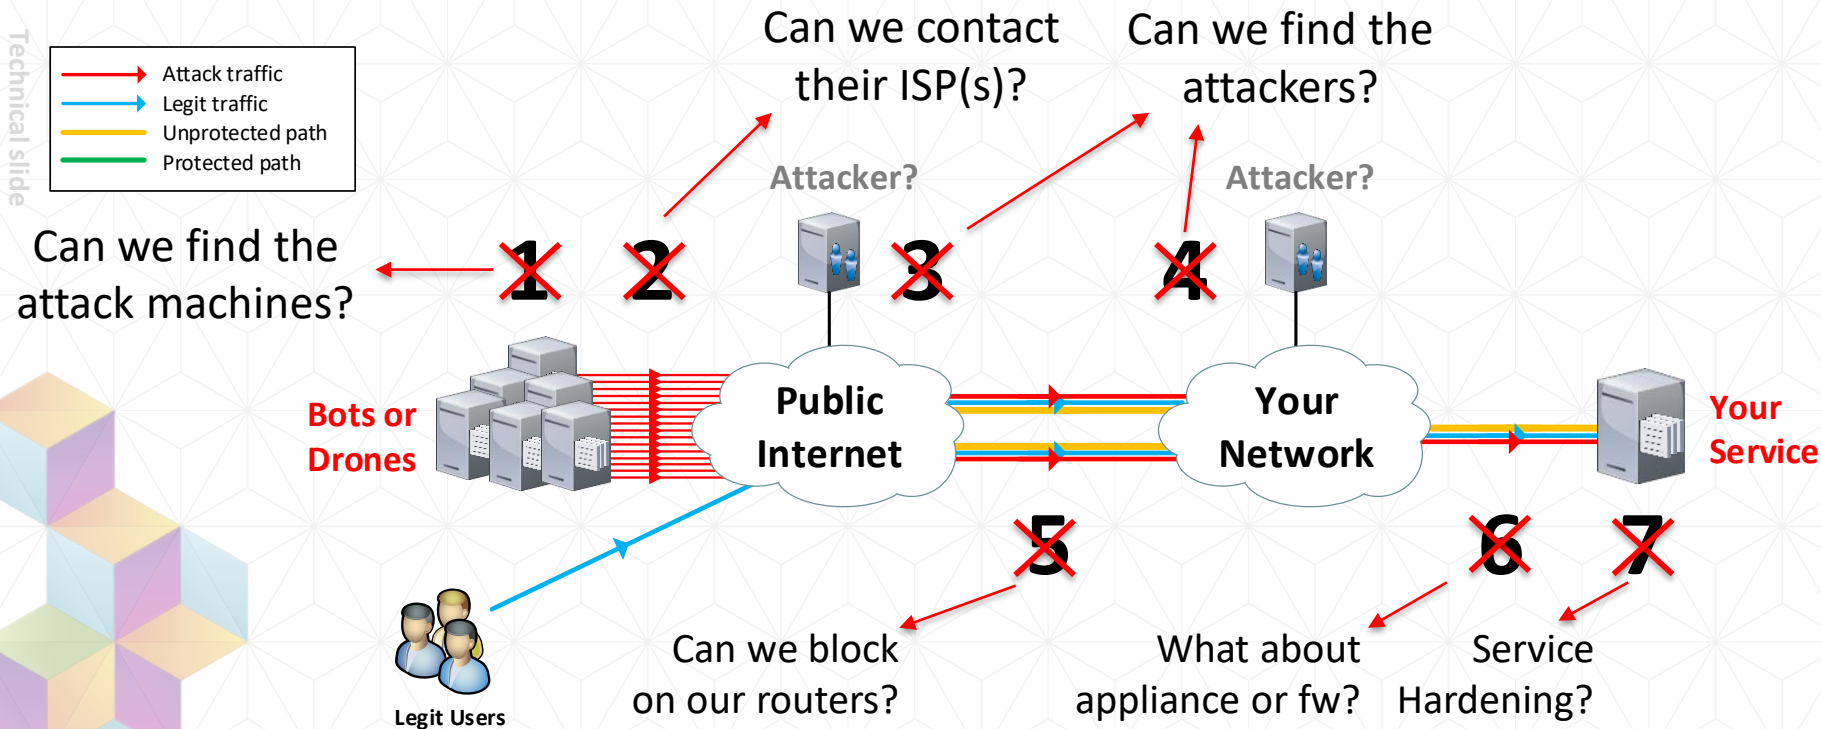 Technical slide
Attack traffic
Legit traffic
Unprotected path
Protected path
Can we contact
their ISP(s)?
Can we find the
attackers?
Attacker?
Attacker?
Can we find the
attack machines?
1
2
3
4
Bots or
Drones
Public
Internet
Your
Network
Your
Service
5
6
7
Legit Users
Can we block
on our routers?
What about
appliance or fw?
Service
Hardening?